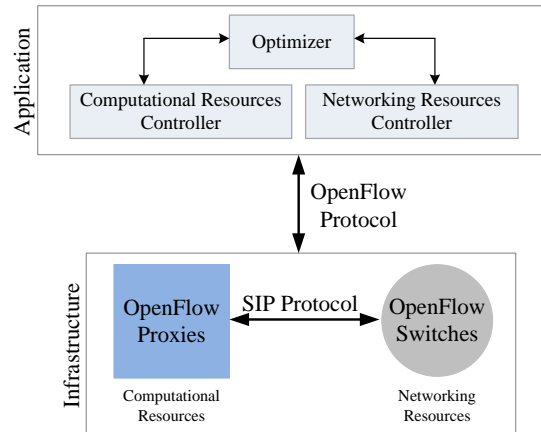 Application
Optimizer
Computational Resources
Controller
Networking Resources
Controller
OpenFlow
Protocol
Infrastructure
OpenFlow
Proxies
SIP Protocol
OpenFlow
Switches
Computational
Resources
Networking
Resources